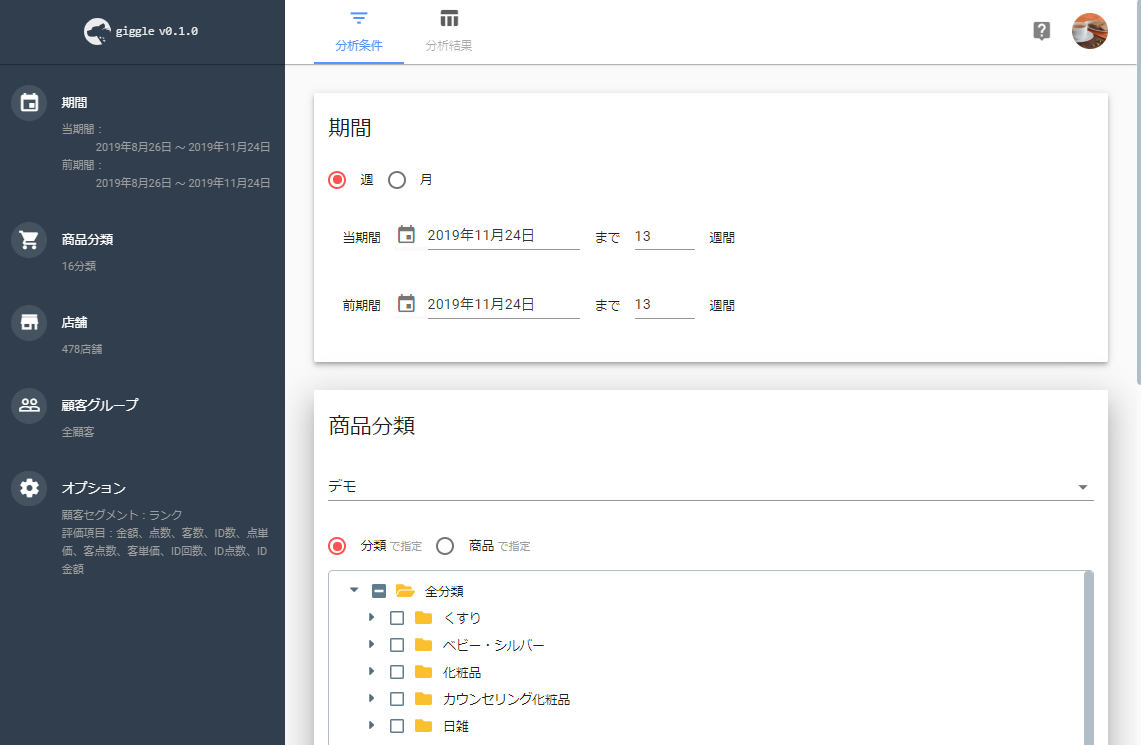 giggle v0.1.0
分析条件
分析結果
期間
当期間：
2019年8月26日 ～ 2019年11月24日
前期間：
2019年8月26日 ～ 2019年11月24日
商品分類
16分類
店舗
478店舗
顧客グループ
全顧客
オプション
顧客セグメント：ランク
評価項目：金額、点数、客数、ID数、点単
価、客点数、客単価、ID回数、ID点数、ID
金額
期間
週 月
当期間 2019年11月24日 まで 13 週間
前期間 2019年11月24日 まで 13 週間
商品分類
デモ
分類 で指定 商品 で指定
全分類
くすり
ベビー・シルバー
化粧品
カウンセリング化粧品
日雑